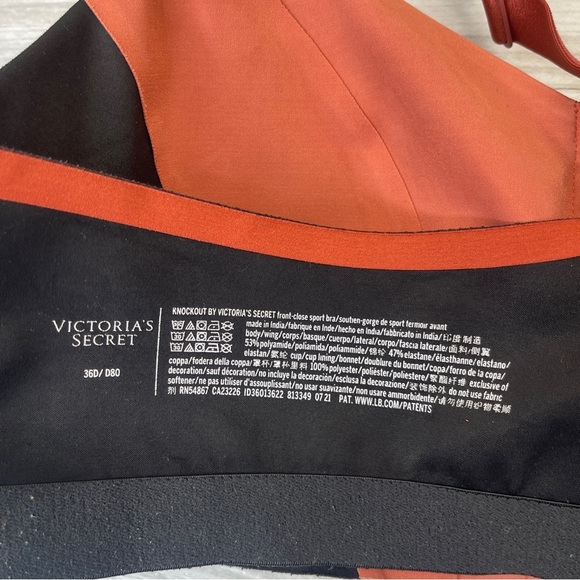 VICTORIA'S
SECRET
36D/ D80
KNOCKOUT BY VICTORIA'S SECRET front-close sport bra/soutien-gorge de sport fermoir avant
made in India/fabrique en Inde/hecho en India/fabbricato in India/印度制造
body/wing/corps/basque/cuerpo/lateral/corpo/fascia laterale/面料/侧翼
53%polyamide/poliamida/poliammide/锦纶 47%elastane/élasthanne/elastano/
elastan/氨纶 cup/cup lining/bonnet/doublure du bonnet/copa/forro de la copa/
coppa/fodera della coppa/罩杯/罩杯里料 100%polyester/poliéster/poliestere/聚酯纤维 exclusive of
decoration/sauf décoration/no incluye la decoración/esclusa la decorazione/装饰除外 do not use fabric
softener/ne pas utiliser d'assouplissant/no usar suavizante/non usare ammorbidente/请勿使用织物柔顺
剂 RN54867 CA23226 ID36013622 813349 07 21 PAT. WWW.LB.COM/PATENTS